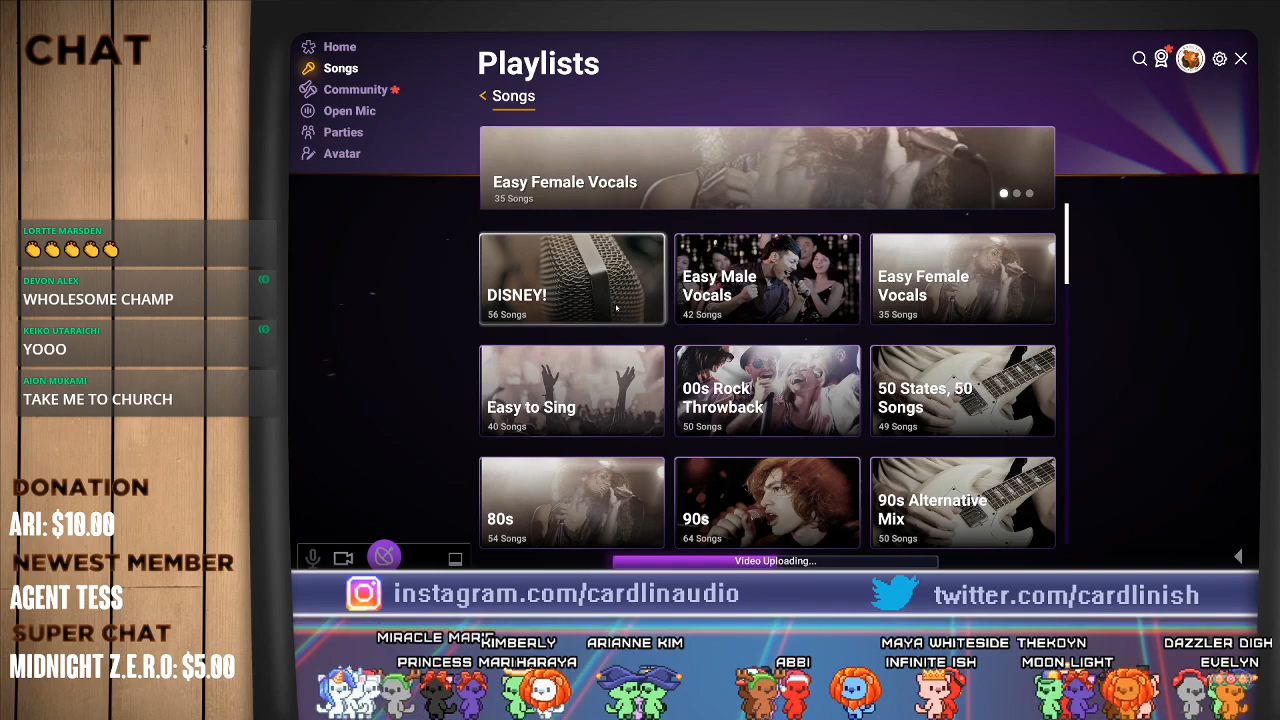 CHAT
LORTTE MARSDEN
👏👏👏👏👏
DEVON ALEX
WHOLESOME CHAMP
KEIKO UTARAICHI
YOOO
AION MUKAMI
TAKE ME TO CHURCH
DONATION
ARI: $10.00
NEWEST MEMBER
AGENT TESS
SUPER CHAT
MIDNIGHT Z.E.R.O: $5.00
Home
Songs
Community *
Open Mic
Parties
Avatar
Playlists
< Songs
Easy Female Vocals
35 Songs
DISNEY!
56 Songs
Easy Male
Vocals
42 Songs
Easy Female
Vocals
35 Songs
Easy to Sing
40 Songs
00s Rock
Throwback
50 Songs
50 States, 50
Songs
49 Songs
80s
54 Songs
90s
64 Songs
90s Alternative
Mix
50 Songs
Video Uploading...
instagram.com/cardlinaudio
twitter.com/cardlinish
MIRACLE
KIMBERLY
ARIANNE KIM
MAYA WHITESIDE
THEKOYN
DAZZLER DIGH
PRINCESS
MARIHARAYA
ABBI
INFINITE ISH
MOON LIGHT
EVELYN